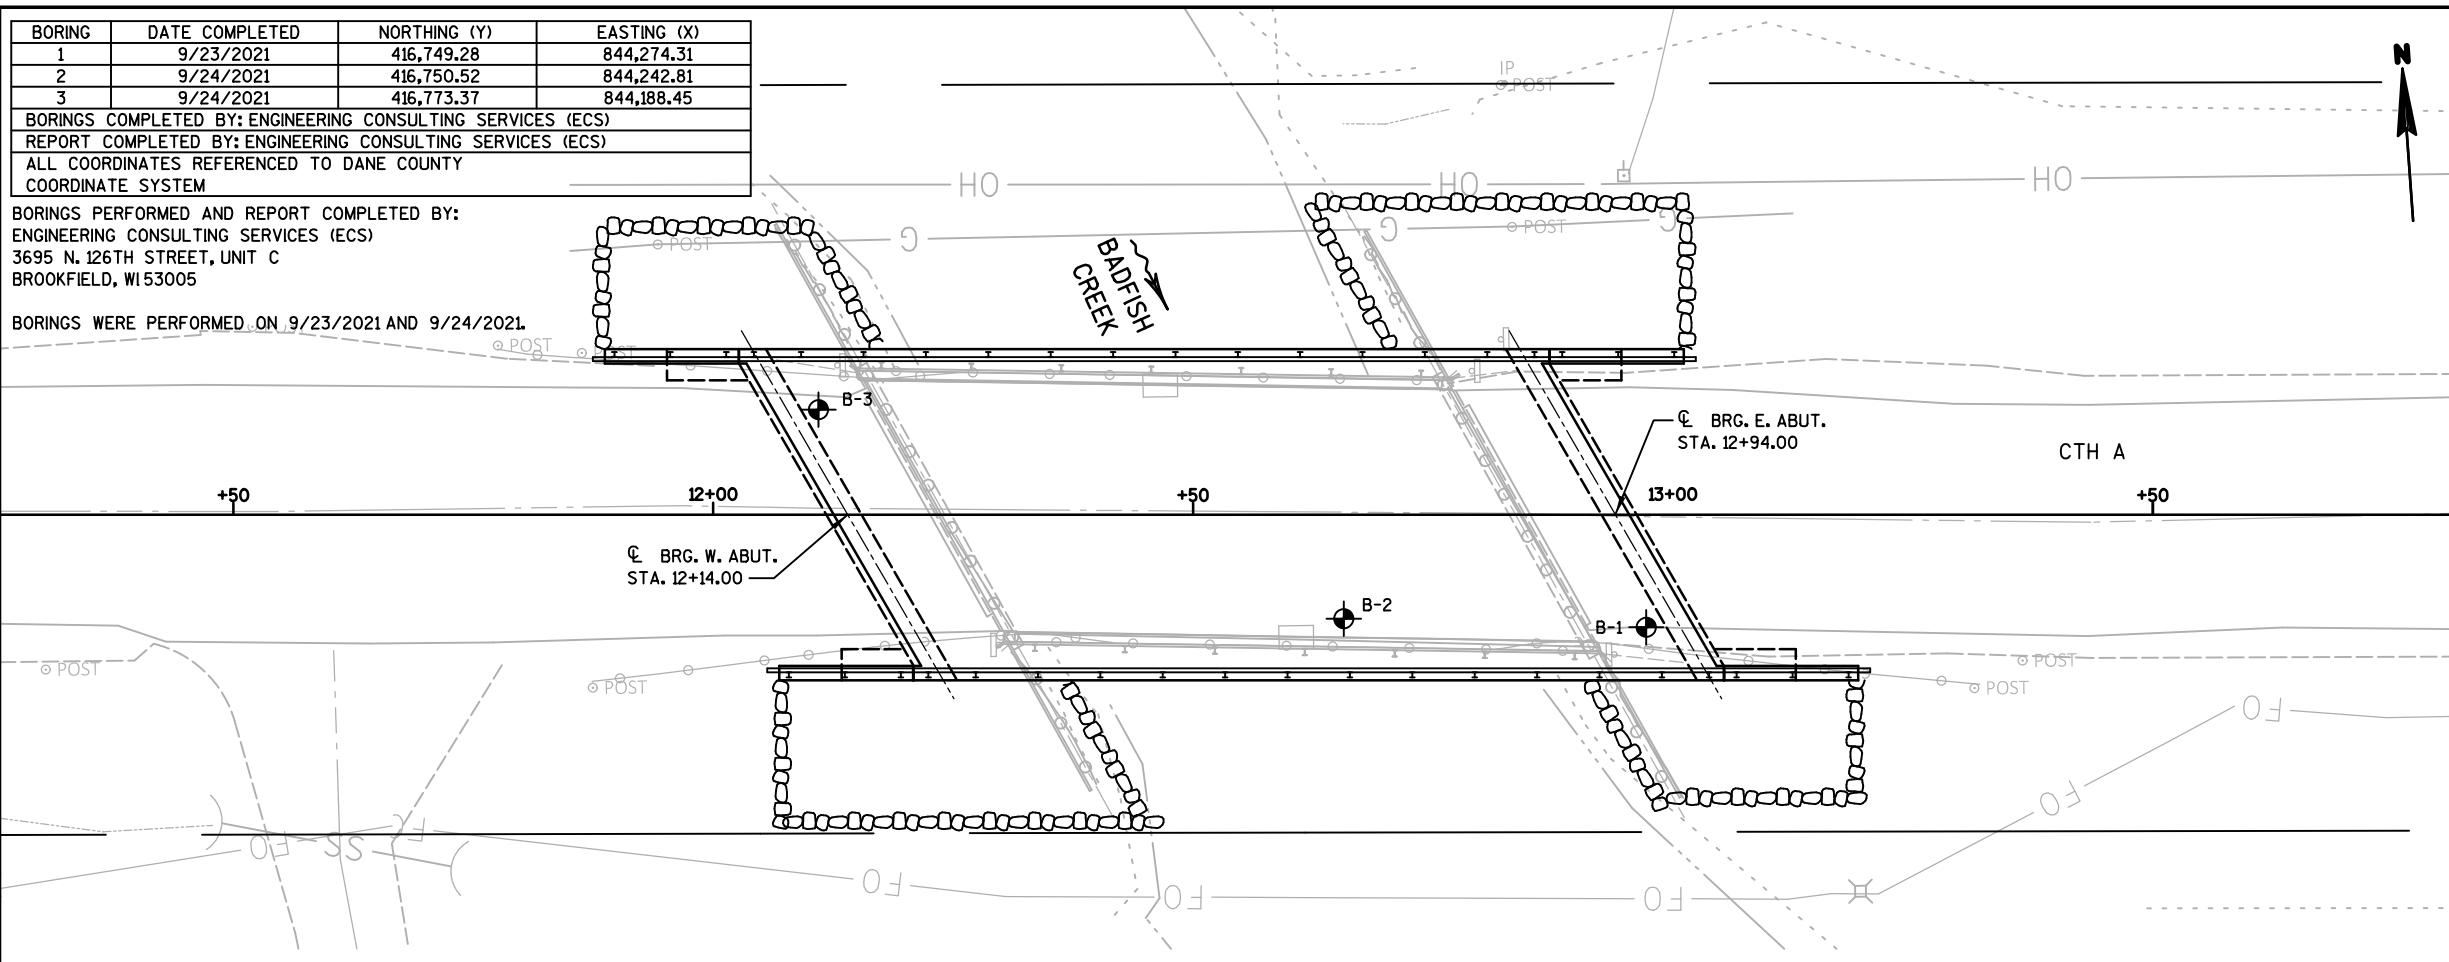 BORING DATE COMPLETED NORTHING (Y) EASTING (X)
1 9/23/2021 416,749.28 844,274.31
2 9/24/2021 416,750.52 844,242.81
3 9/24/2021 416,773.37 844,188.45
BORINGS COMPLETED BY: ENGINEERING CONSULTING SERVICES (ECS)
REPORT COMPLETED BY: ENGINEERING CONSULTING SERVICES (ECS)
ALL COORDINATES REFERENCED TO DANE COUNTY
COORDINATE SYSTEM
BORINGS PERFORMED AND REPORT COMPLETED BY:
ENGINEERING CONSULTING SERVICES (ECS)
3695 N. 126TH STREET, UNIT C
BROOKFIELD, WI 53005
BORINGS WERE PERFORMED ON 9/23/2021 AND 9/24/2021.
N
IP
POST
OH
OH
OH
G
G
G
POST
POST
BADFISH
CREEK
POST
POST
B-3
℄ BRG. E. ABUT.
STA. 12+94.00
CTH A
+50
12+00
+50
13+00
+50
℄ BRG. W. ABUT.
STA. 12+14.00
B-2
B-1
POST
POST
POST
POST
FO
FO
FO
SS
F
FO
FO
FO